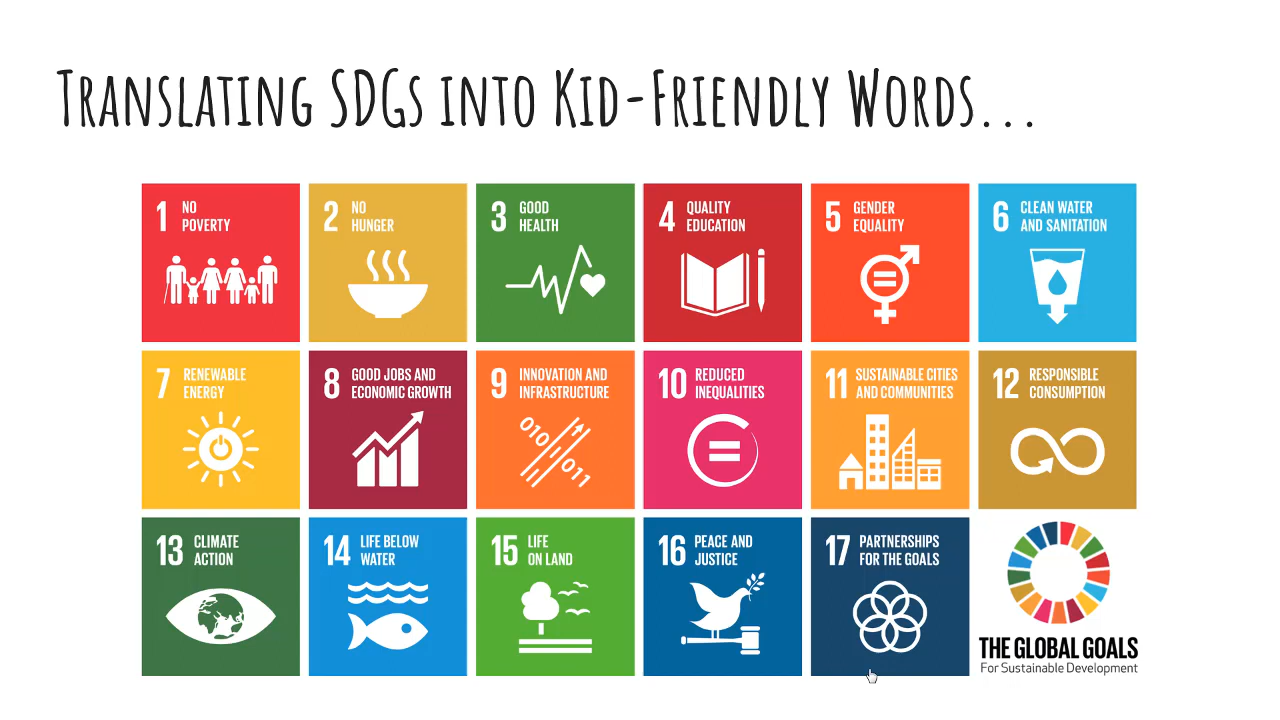 Translating SDGs into Kid-Friendly Words...
1 NO
POVERTY
2 NO
HUNGER
3 GOOD
HEALTH
4 QUALITY
EDUCATION
5 GENDER
EQUALITY
6 CLEAN WATER
AND SANITATION
7 RENEWABLE
ENERGY
8 GOOD JOBS AND
ECONOMIC GROWTH
9 INNOVATION AND
INFRASTRUCTURE
010
011
10 REDUCED
INEQUALITIES
11 SUSTAINABLE CITIES
AND COMMUNITIES
12 RESPONSIBLE
CONSUMPTION
13 CLIMATE
ACTION
14 LIFE BELOW
WATER
15 LIFE
ON LAND
16 PEACE AND
JUSTICE
17 PARTNERSHIPS
FOR THE GOALS
THE GLOBAL GOALS
For Sustainable Development